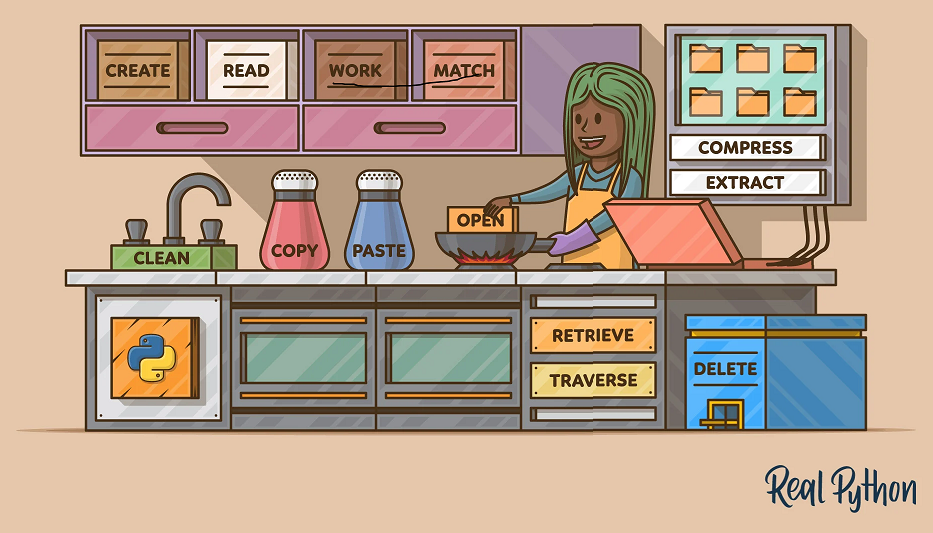 CREATE
READ
WORK
MATCH
COMPRESS
EXTRACT
OPEN
COPY
PASTE
CLEAN
RETRIEVE
TRAVERSE
DELETE
Real Python